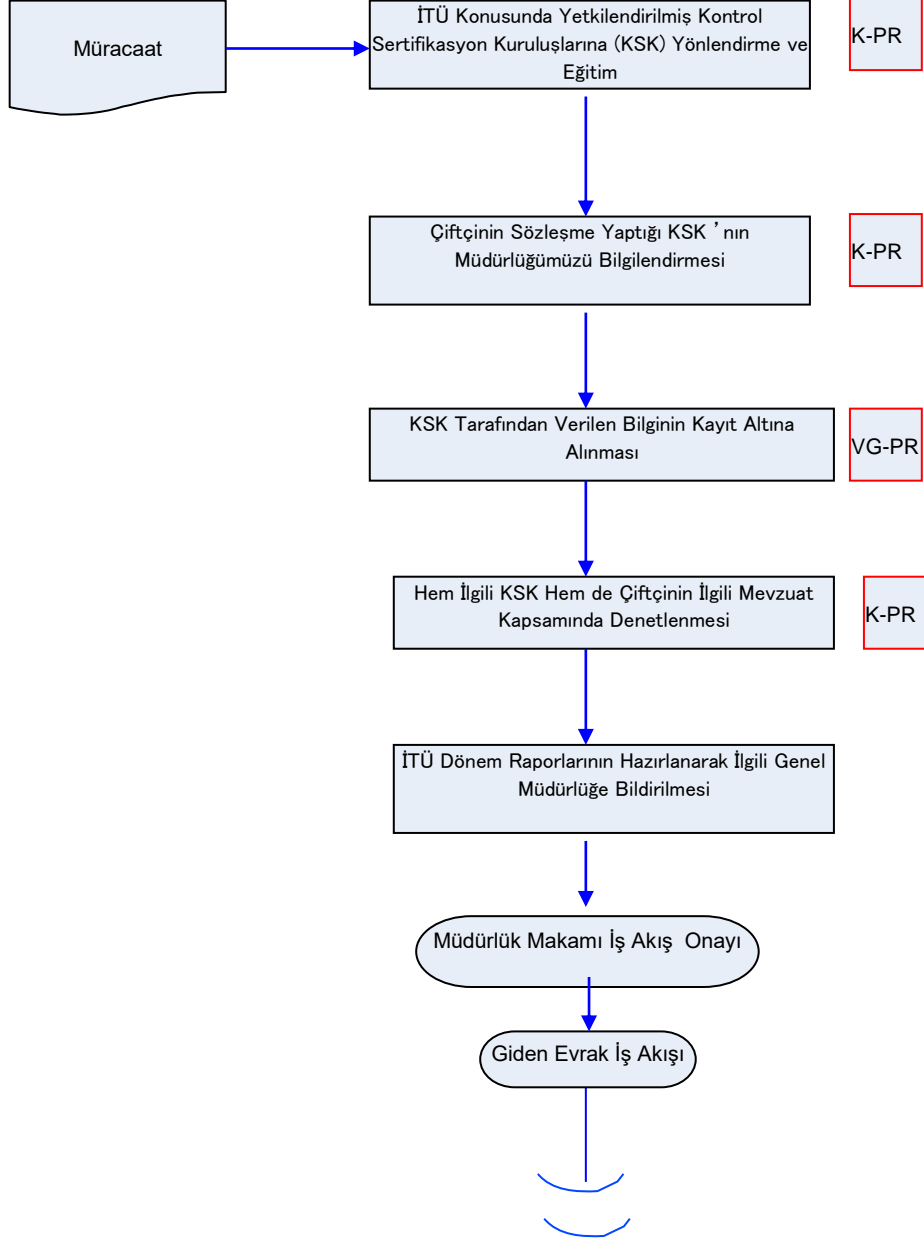 Müracaat
İTÜ Konusunda Yetkilendirilmiş Kontrol
Sertifikasyon Kuruluşlarına (KSK) Yönlendirme ve
Eğitim
K-PR
Çiftçinin Sözleşme Yaptığı KSK ’nın
Müdürlüğümüzü Bilgilendirmesi
K-PR
KSK Tarafından Verilen Bilginin Kayıt Altına
Alınması
VG-PR
Hem İlgili KSK Hem de Çiftçinin İlgili Mevzuat
Kapsamında Denetlenmesi
K-PR
İTÜ Dönem Raporlarının Hazırlanarak İlgili Genel
Müdürlüğe Bildirilmesi
Müdürlük Makamı İş Akış Onayı
Giden Evrak İş Akışı